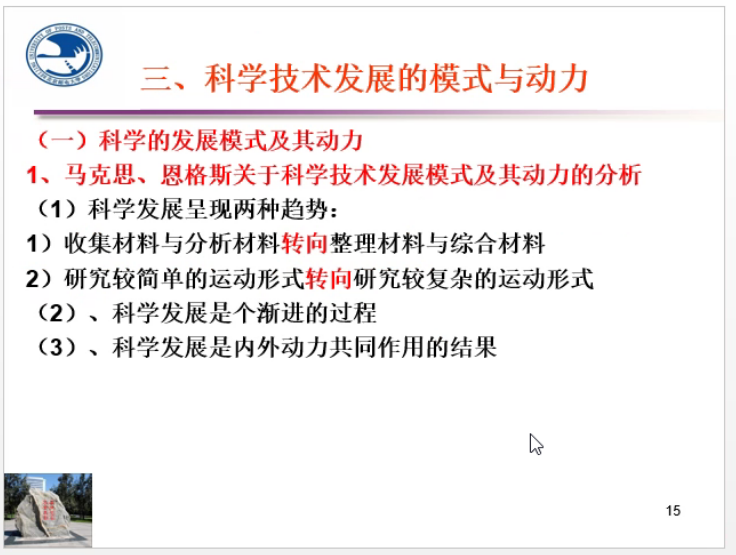 三、科学技术发展的模式与动力
（一）科学的发展模式及其动力
1、马克思、恩格斯关于科学技术发展模式及其动力的分析
（1）科学发展呈现两种趋势：
1）收集材料与分析材料转向整理材料与综合材料
2）研究较简单的运动形式转向研究较复杂的运动形式
（2）、科学发展是个渐进的过程
（3）、科学发展是内外动力共同作用的结果
15